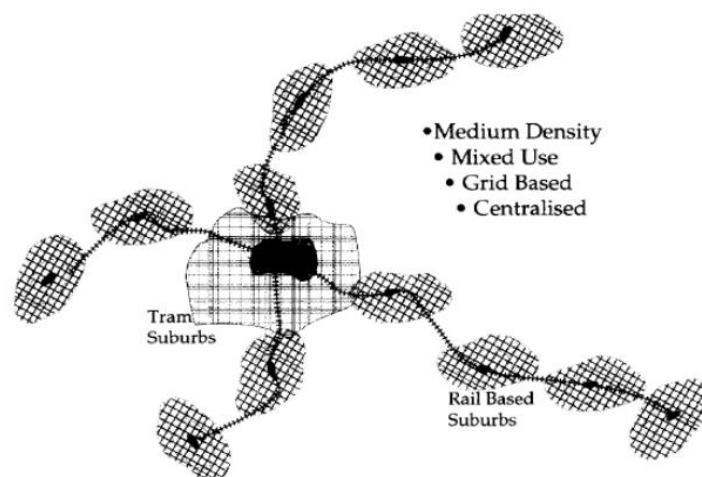 •Medium Density
• Mixed Use
• Grid Based
• Centralised
Tram
Suburbs
Rail Based
Suburbs